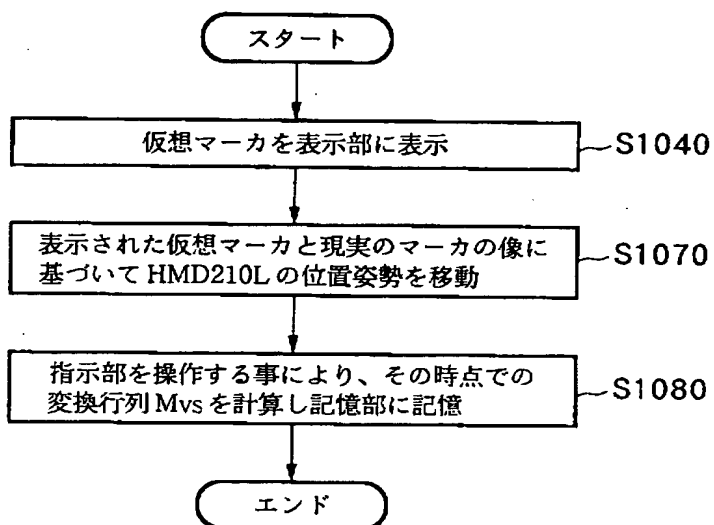 スタート
仮想マーカを表示部に表示
S1040
表示された仮想マーカと現実のマーカの像に
基づいてHMD210Lの位置姿勢を移動
S1070
指示部を操作する事により、その時点での
変換行列Mvsを計算し記憶部に記憶
S1080
エンド